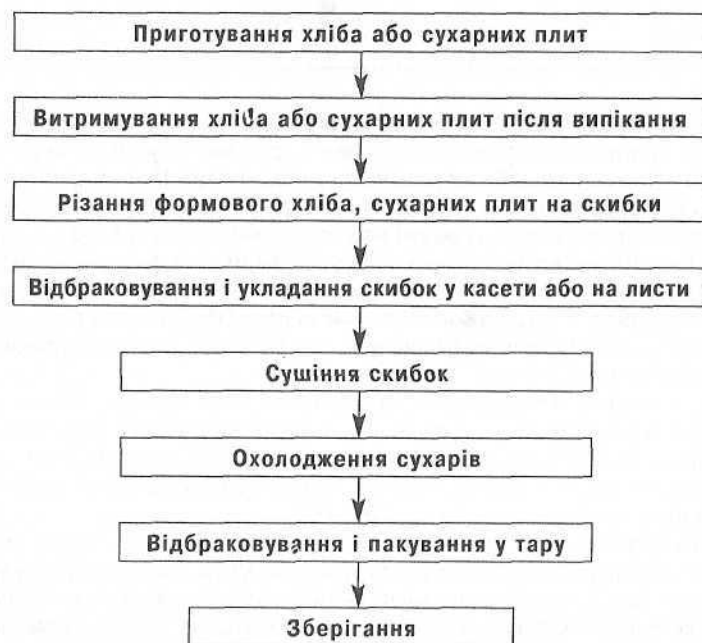 Приготування хліба або сухарних плит
Витримування хліба або сухарних плит після випікання
Різання формового хліба, сухарних плит на скибки
Відбраковування і укладання скибок у касети або на листи
Сушіння скибок
Охолодження сухарів
Відбраковування і пакування у тару
Зберігання